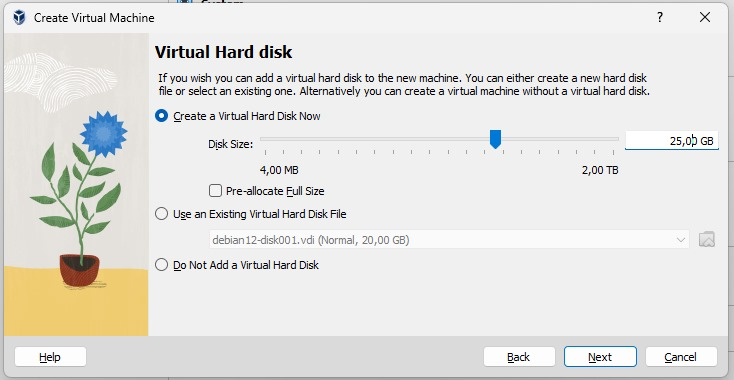 Create Virtual Machine
Virtual Hard disk
If you wish you can add a virtual hard disk to the new machine. You can either create a new hard disk
file or select an existing one. Alternatively you can create a virtual machine without a virtual hard disk.
Create a Virtual Hard Disk Now
Disk Size:
25,00 GB
4,00 MB
2,00 TB
Pre-allocate Full Size
Use an Existing Virtual Hard Disk File
debian12-disk001.vdi (Normal, 20,00 GB)
Do Not Add a Virtual Hard Disk
Help
Back
Next
Cancel